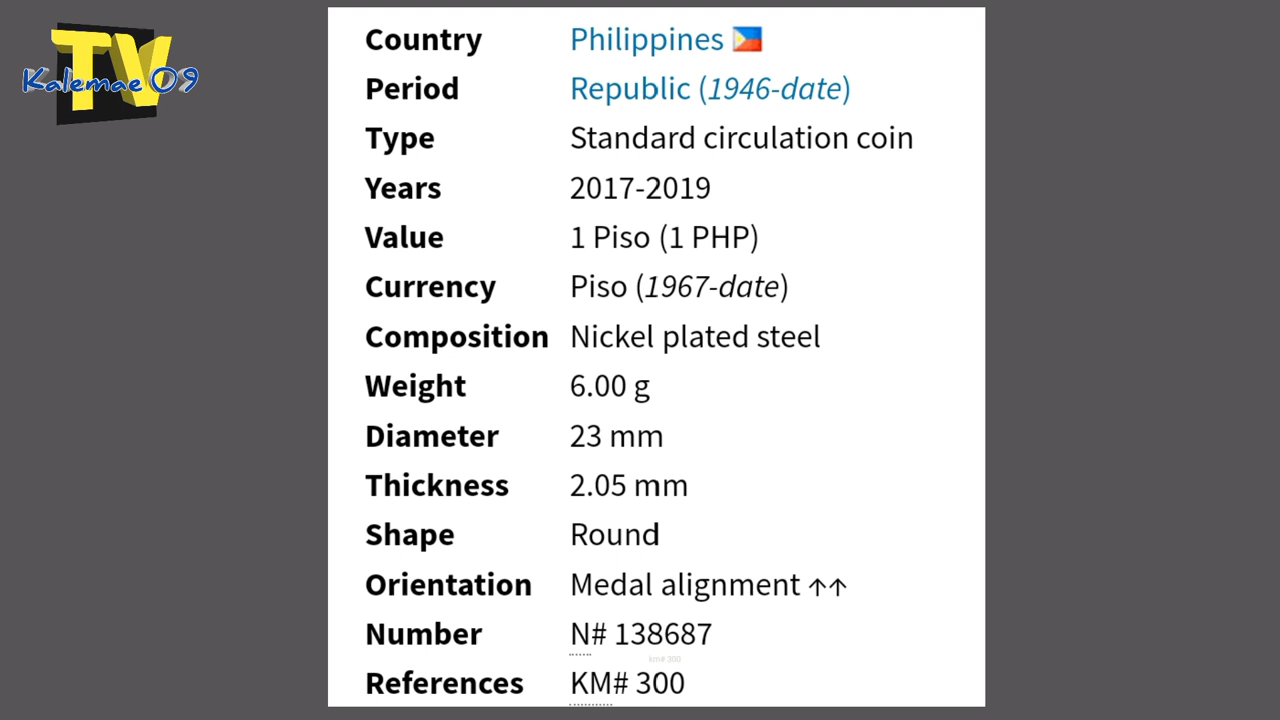 TV
Kalemae 09
Country Philippines 🇵🇭
Period Republic (1946-date)
Type Standard circulation coin
Years 2017-2019
Value 1 Piso (1 PHP)
Currency Piso (1967-date)
Composition Nickel plated steel
Weight 6.00 g
Diameter 23 mm
Thickness 2.05 mm
Shape Round
Orientation Medal alignment ↑↑
Number N# 138687
km# 300
References KM# 300